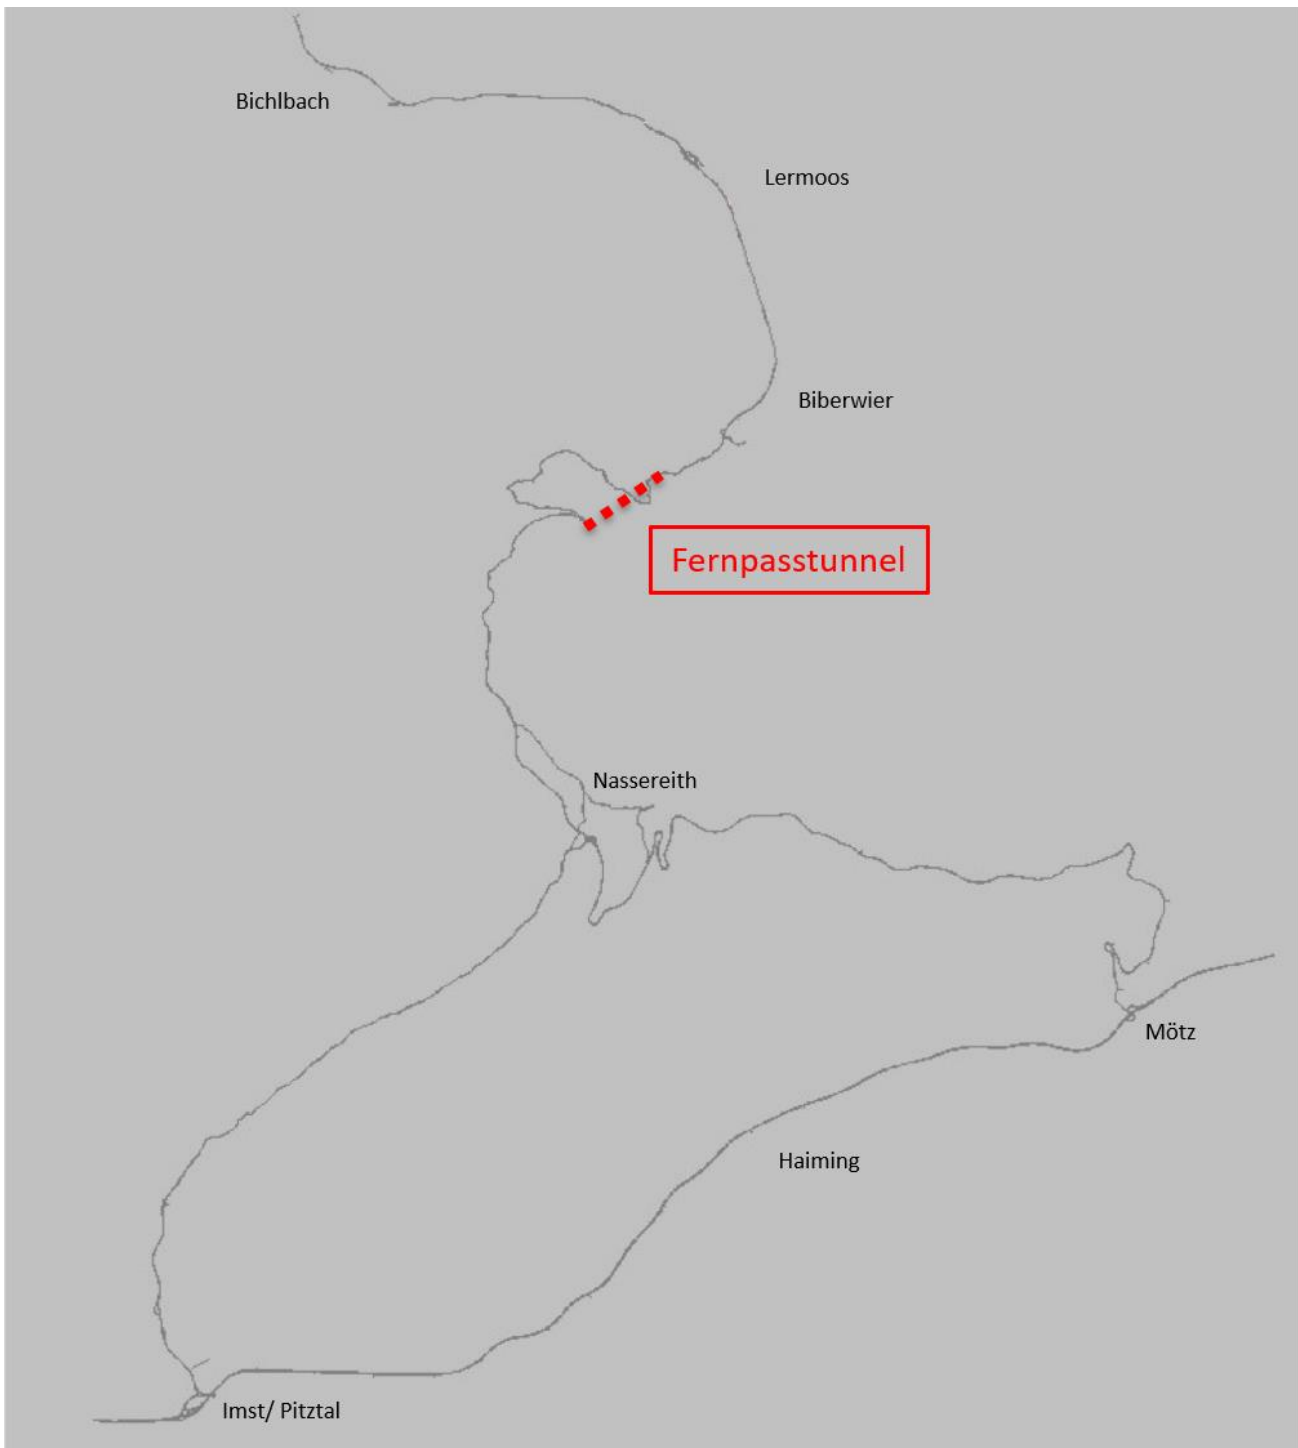 Bichlbach
Lermoos
Biberwier
Fernpasstunnel
Nassereith
Mötz
Haiming
Imst/ Pitztal